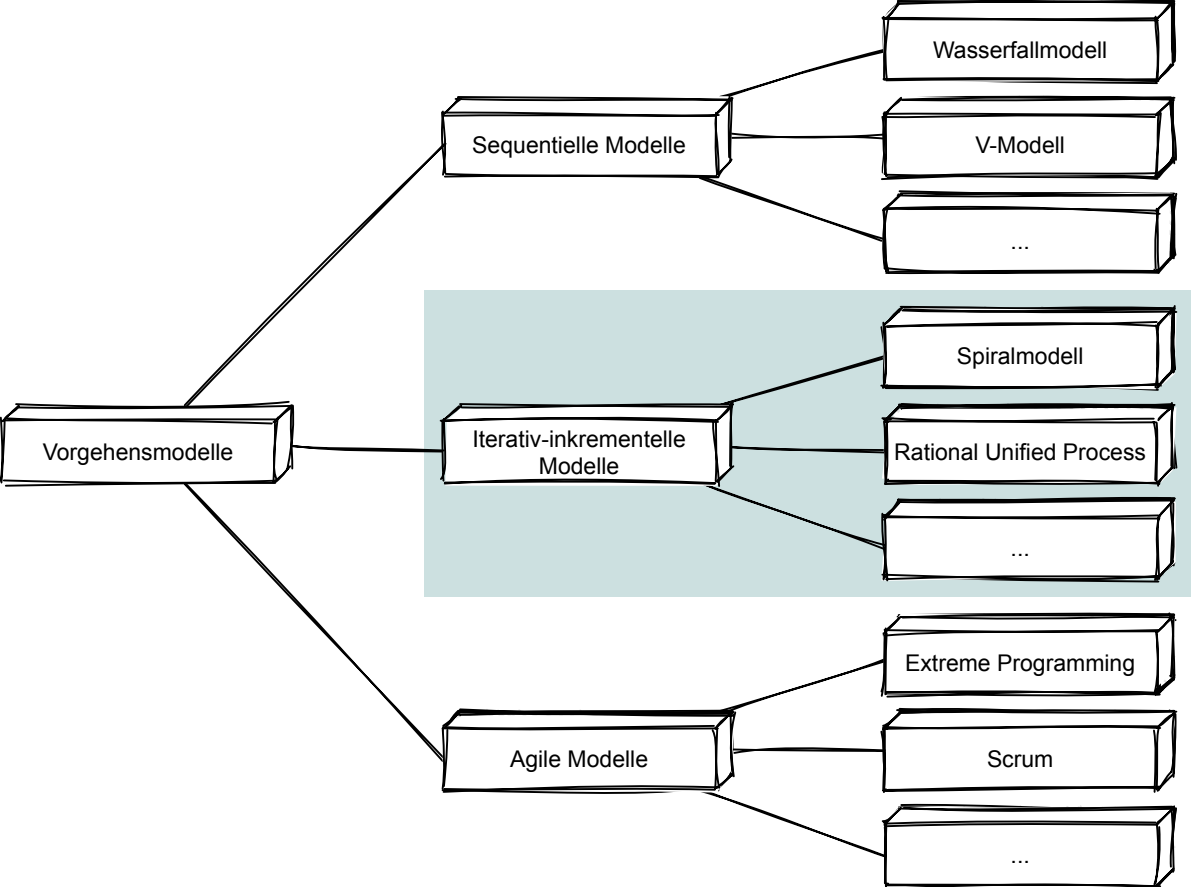 Vorgehensmodelle
Sequentielle Modelle
Wasserfallmodell
V-Modell
...
Iterativ-inkrementelle
Modelle
Spiralmodell
Rational Unified Process
...
Agile Modelle
Extreme Programming
Scrum
...